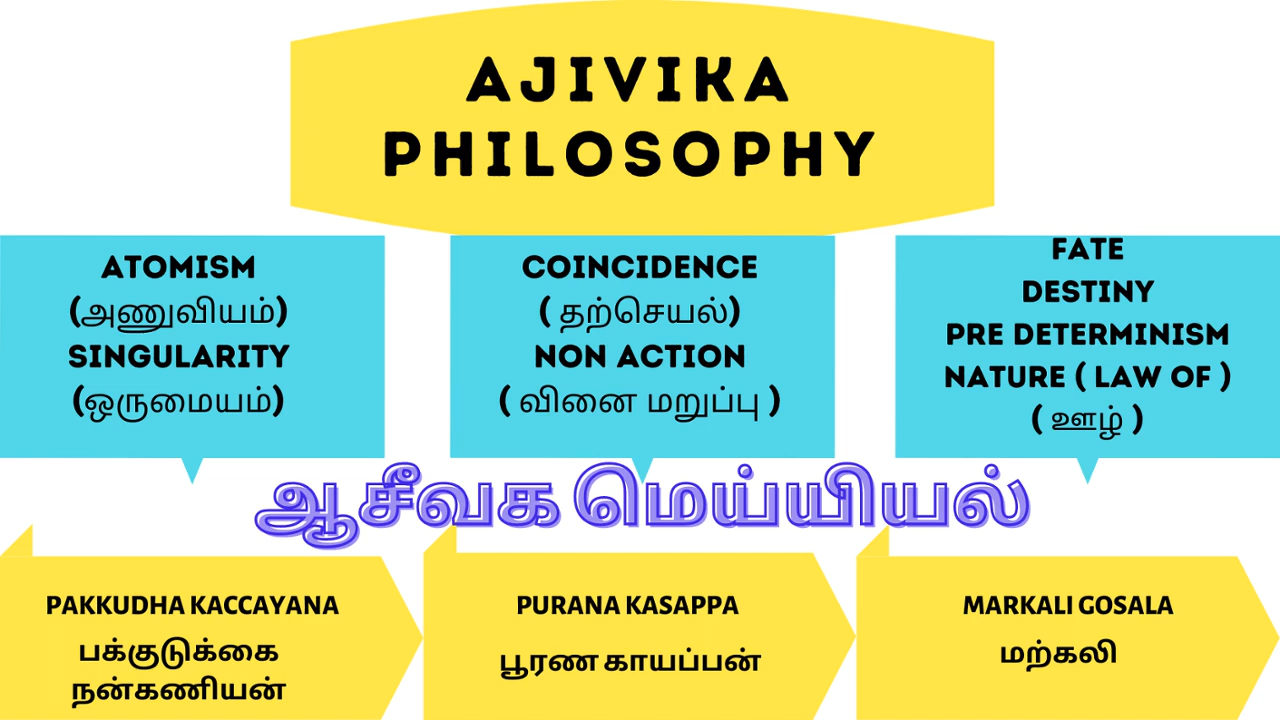 AJIVIKA
PHILOSOPHY
ATOMISM
(அணுவியம்)
SINGULARITY
(ஒருமையம்)
COINCIDENCE
( தற்செயல்)
NON ACTION
( வினை மறுப்பு )
FATE
DESTINY
PRE DETERMINISM
NATURE ( LAW OF )
( ஊழ் )
ஆசீவக மெய்யியல்
PAKKUDHA KACCAYANA
பக்குடுக்கை
நன்கணியன்
PURANA KASAPPA
பூரண காயப்பன்
MARKALI GOSALA
மற்கலி